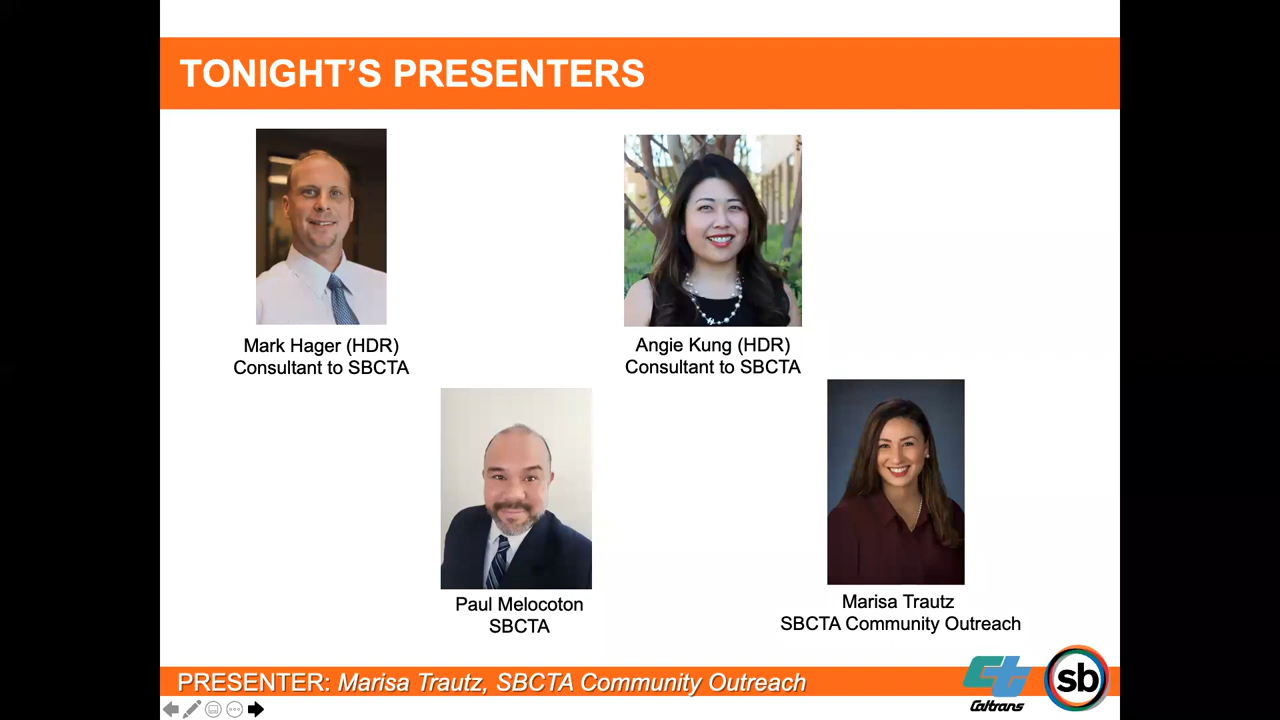 TONIGHT'S PRESENTERS
Mark Hager (HDR)
Consultant to SBCTA
Angie Kung (HDR)
Consultant to SBCTA
Paul Melocoton
SBCTA
Marisa Trautz
SBCTA Community Outreach
PRESENTER: Marisa Trautz, SBCTA Community Outreach
Caltrans
sb